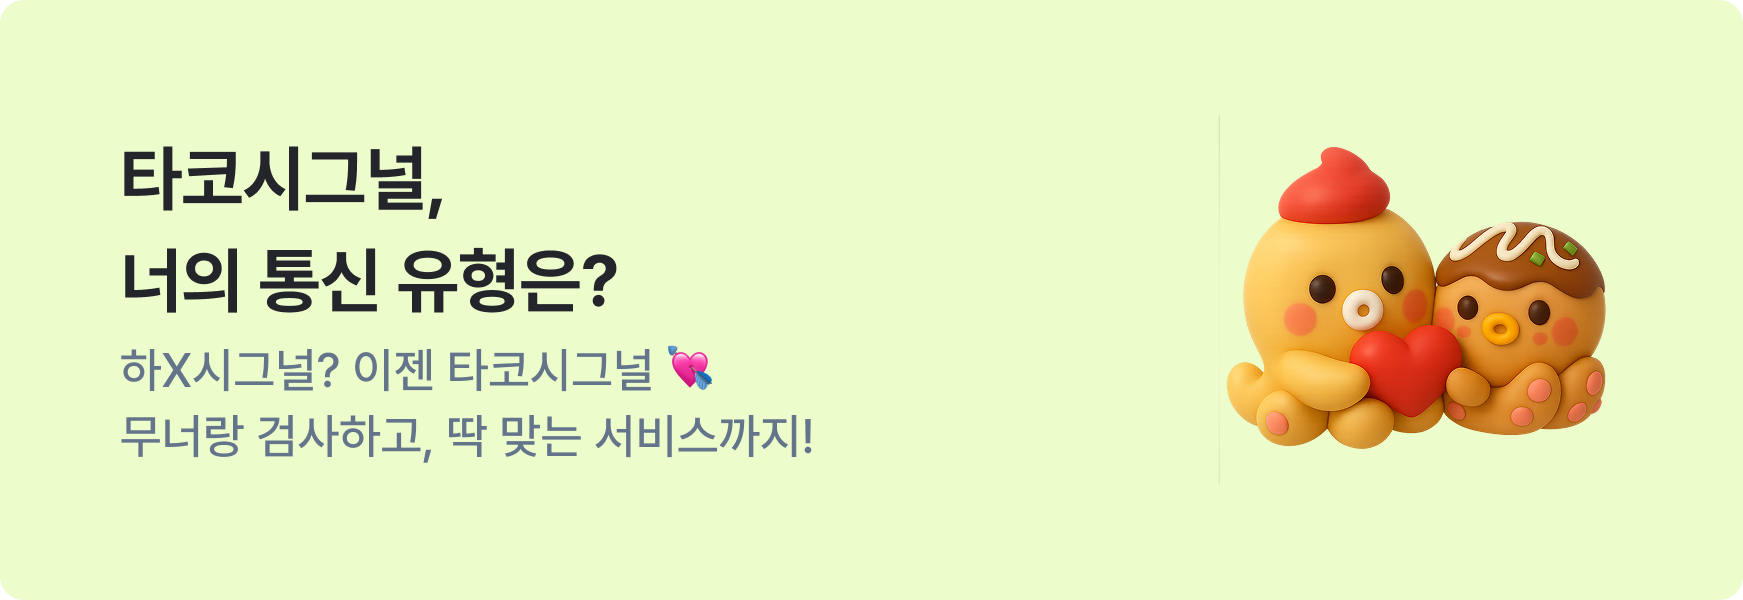 타코시그널,
너의 통신 유형은?
하X시그널? 이젠 타코시그널 💘
무너랑 검사하고, 딱 맞는 서비스까지!